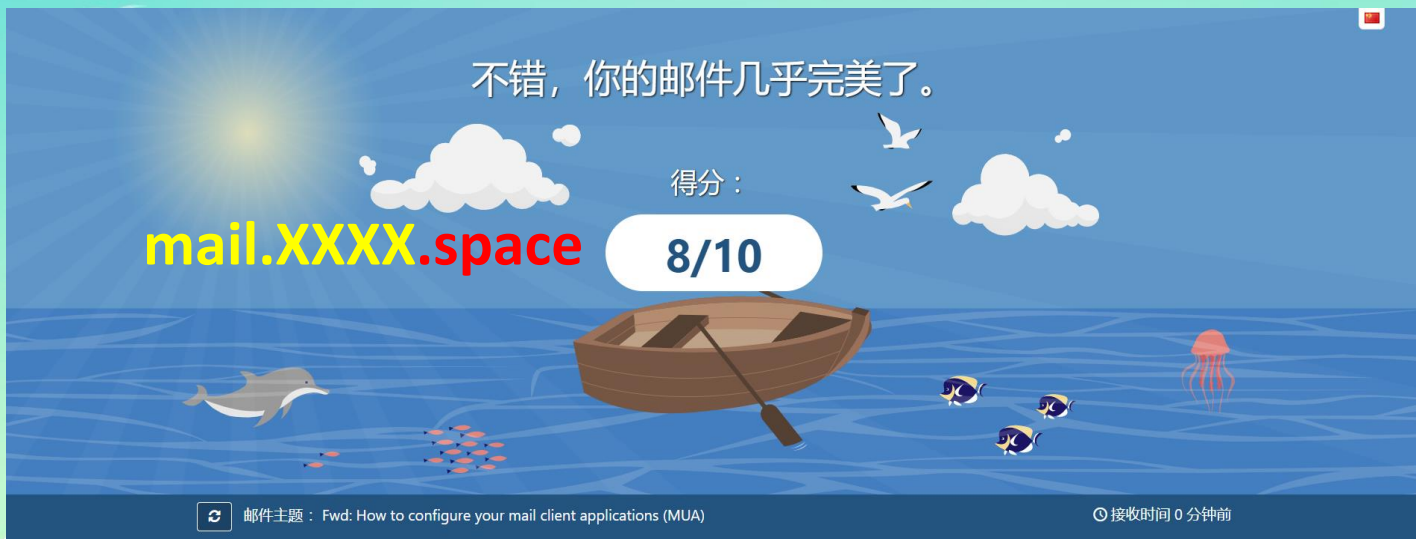 不错，你的邮件几乎完美了。
得分：
mail.XXXX.space
8/10
邮件主题： Fwd: How to configure your mail client applications (MUA)
接收时间 0 分钟前